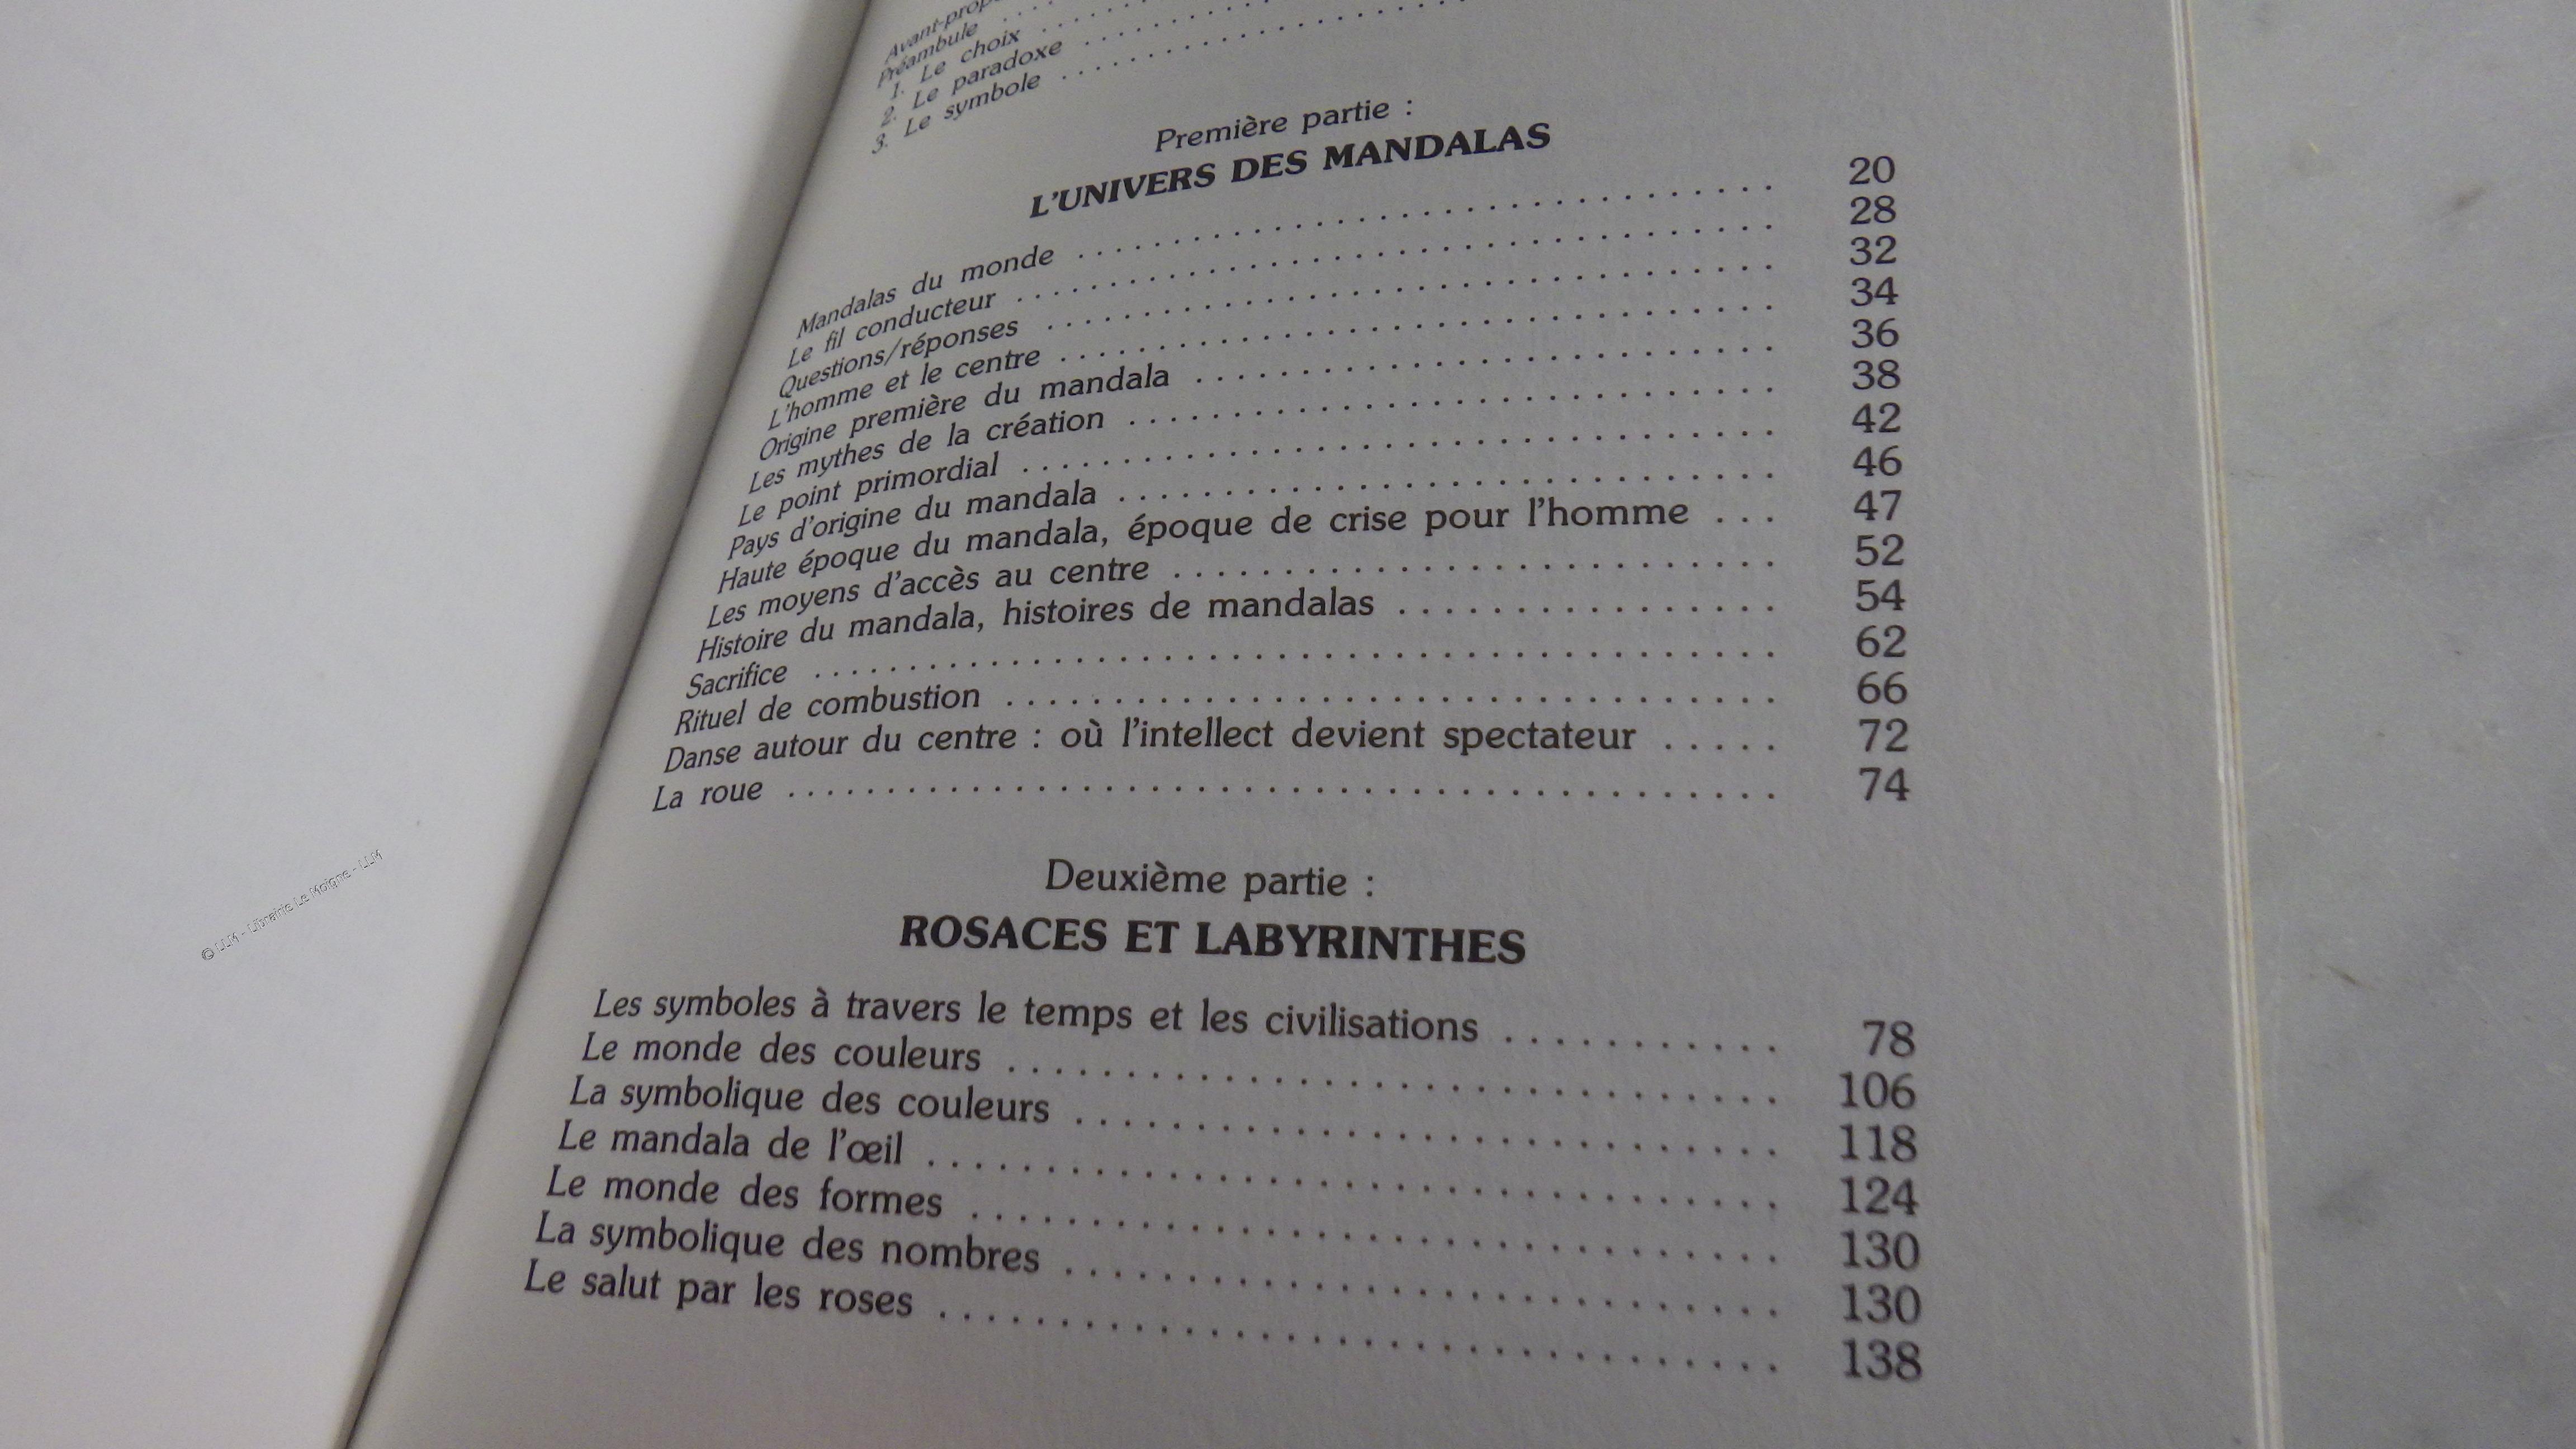 Préambule . . . .
1. Le choix . . . . . . . .
2. Le paradoxe . . . . . . . . . .
3. Le symbole . . . . . . . . . . . . . . . .
Première partie :
L'UNIVERS DES MANDALAS
Mandalas du monde . . . . . . . . . . 20
Le fil conducteur . . . . . . . . . . 28
Questions/réponses . . . . . . . . . . 32
L'homme et le centre . . . . . . . . . . 34
Origine première du mandala . . . . . . . . . . 36
Les mythes de la création . . . . . . . . . . 38
Le point primordial . . . . . . . . . . 42
Pays d'origine du mandala . . . . . . . . . . 46
Haute époque du mandala, époque de crise pour l'homme . . . 47
Les moyens d'accès au centre . . . . . . . . . . 52
Histoire du mandala, histoires de mandalas . . . . . . . . . . 54
Sacrifice . . . . . . . . . . 62
Rituel de combustion . . . . . . . . . . 66
Danse autour du centre : où l'intellect devient spectateur . . . . . 72
La roue . . . . . . . . . . 74
Deuxième partie :
ROSACES ET LABYRINTHES
Les symboles à travers le temps et les civilisations . . . . . . . . . . . 78
Le monde des couleurs . . . . . . . . . . 106
La symbolique des couleurs . . . . . . . . . . 118
Le mandala de l'œil . . . . . . . . . . 124
Le monde des formes . . . . . . . . . . 130
La symbolique des nombres . . . . . . . . . . 130
Le salut par les roses . . . . . . . . . . 138
© LLM - Librairie Le Moigne - LLM